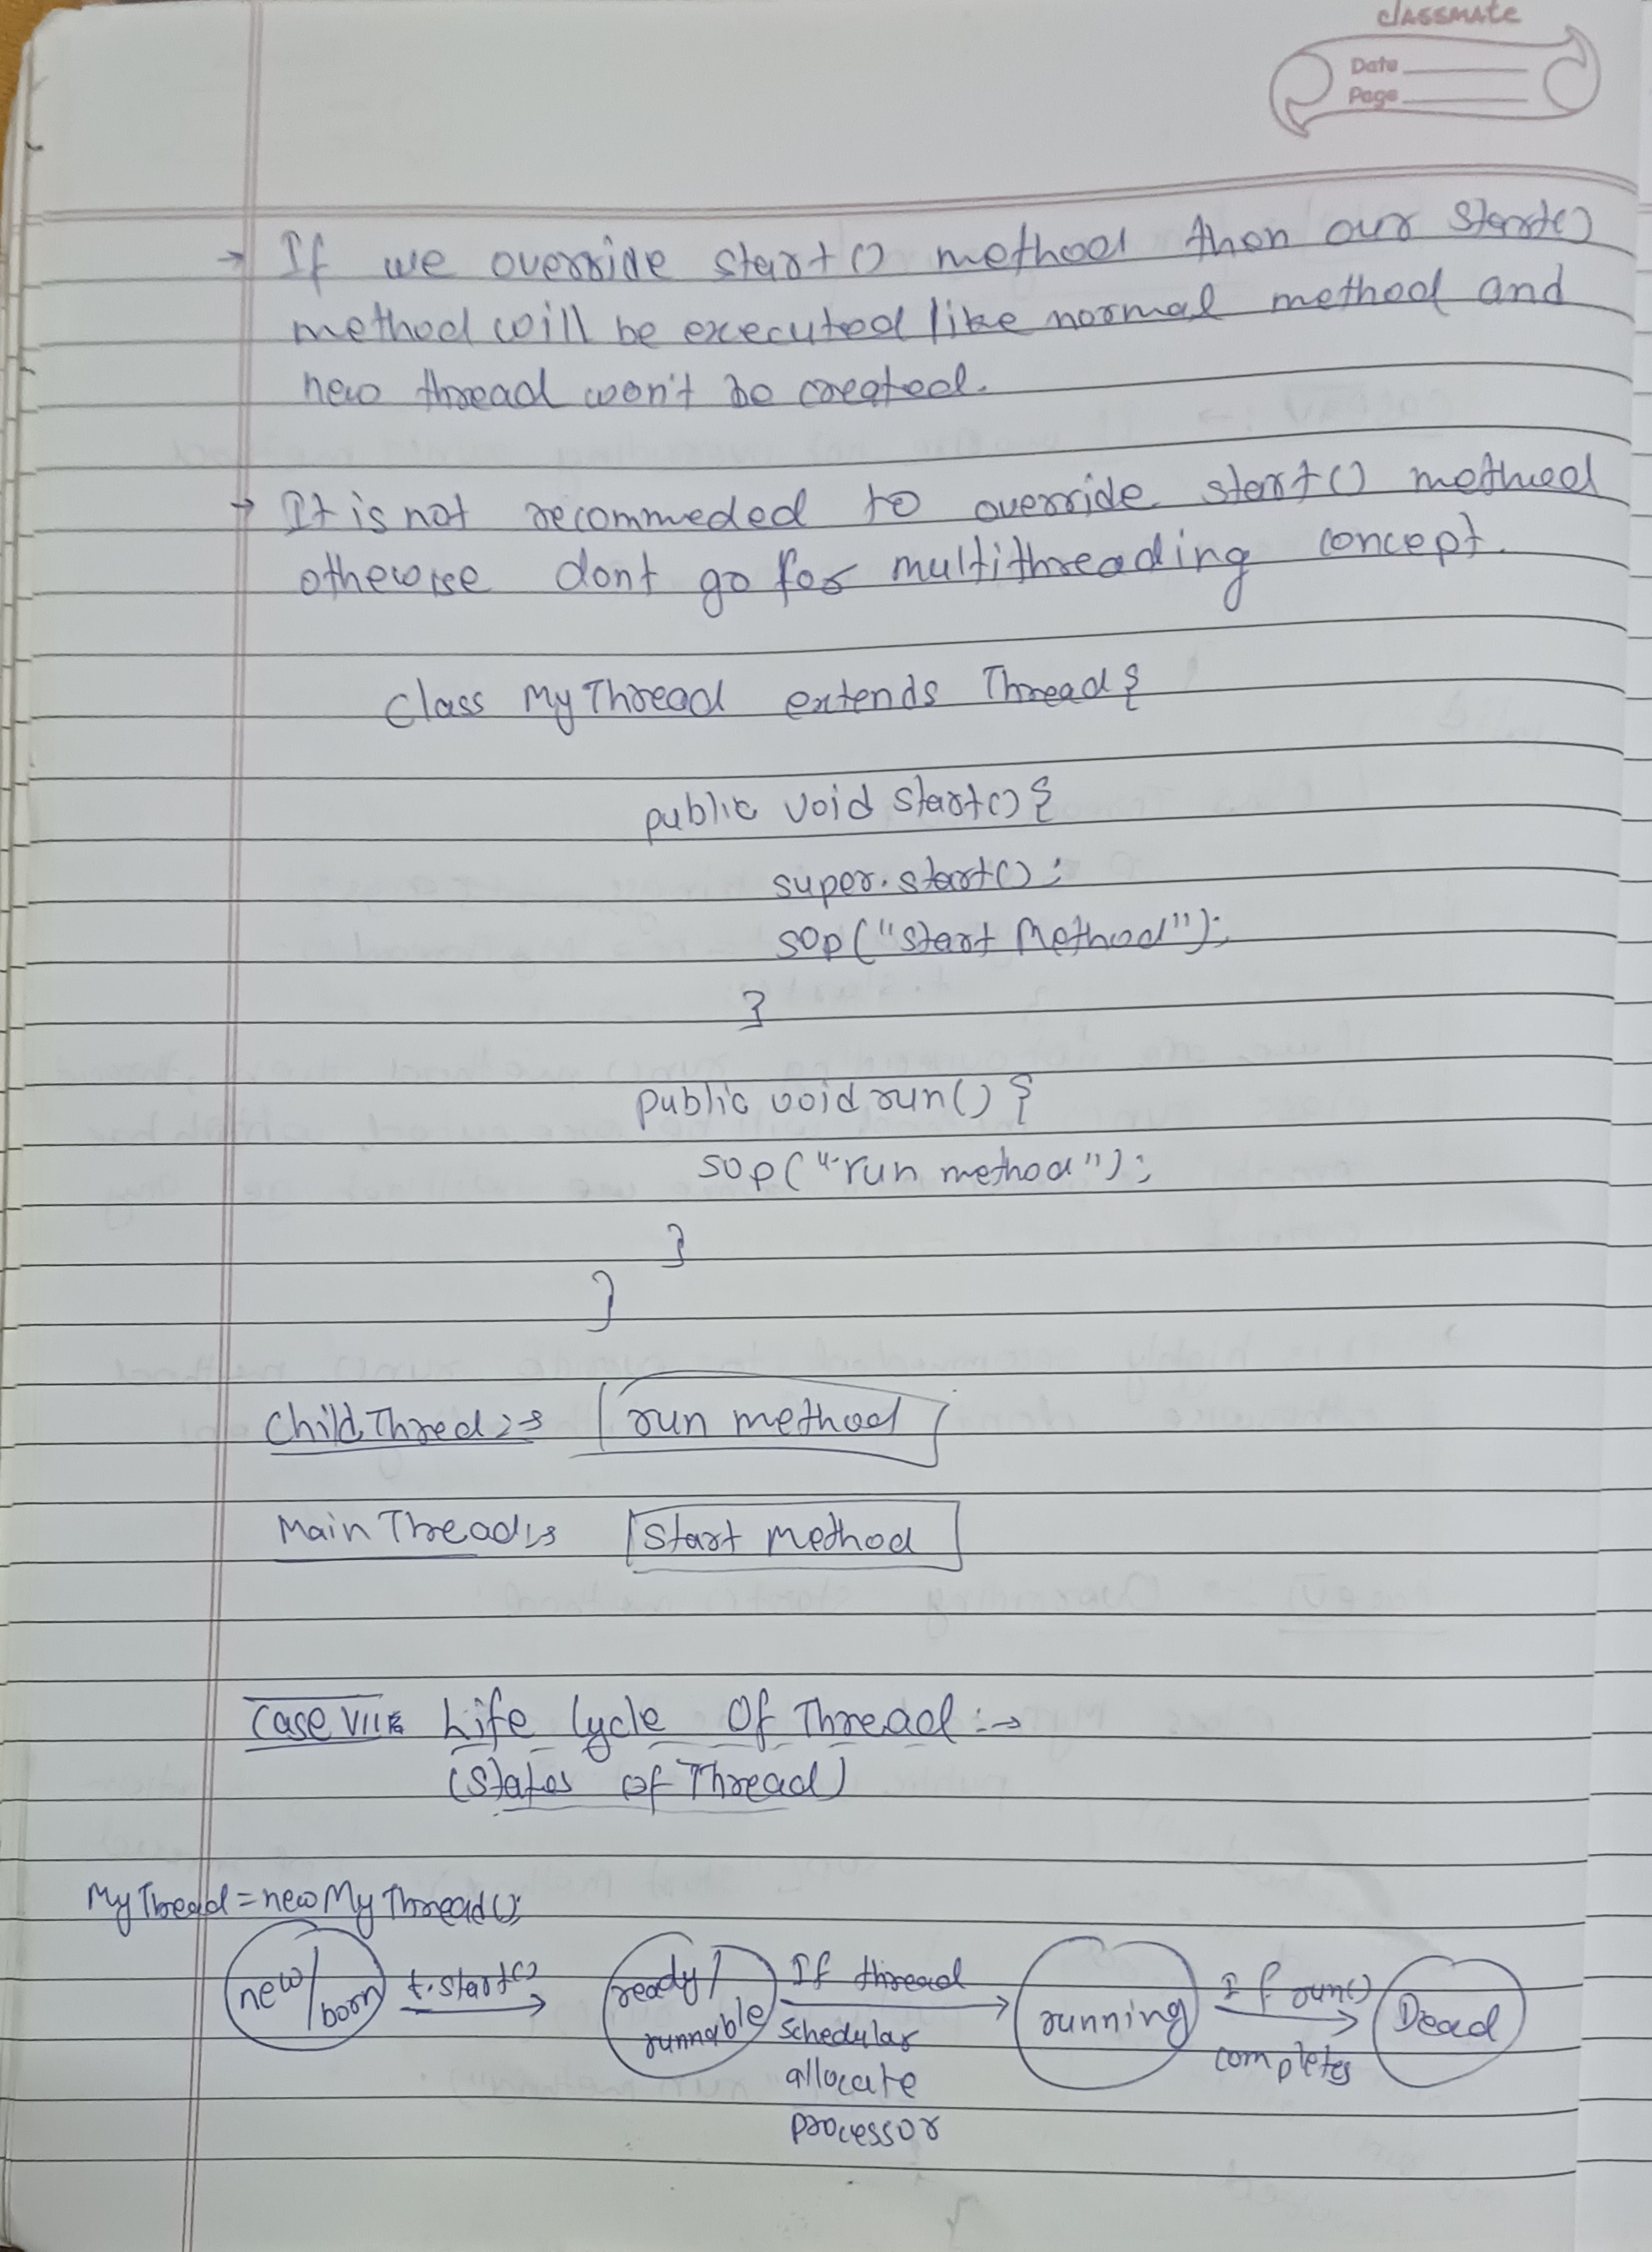 classmate
Date
Page
→ If we override start() method then our start()
method will be executed like normal method and
new thread won't be created.
→ It is not recommeded to override start() method
othewise dont go for multithreading concept.
class MyThread extends Thread{
public void start(){
super.start();
sop("start Method");
}
public void run() {
sop("run method");
}
}
Child Thred :→ run method
Main Thread :→ Start Method
Case VII :- Life Cycle Of Thread :→
(States of Thread)
MyThread = new MyThread();
new/born t.start() → ready/runnable If thread schedular allocate processor → running If run() completes → Dead